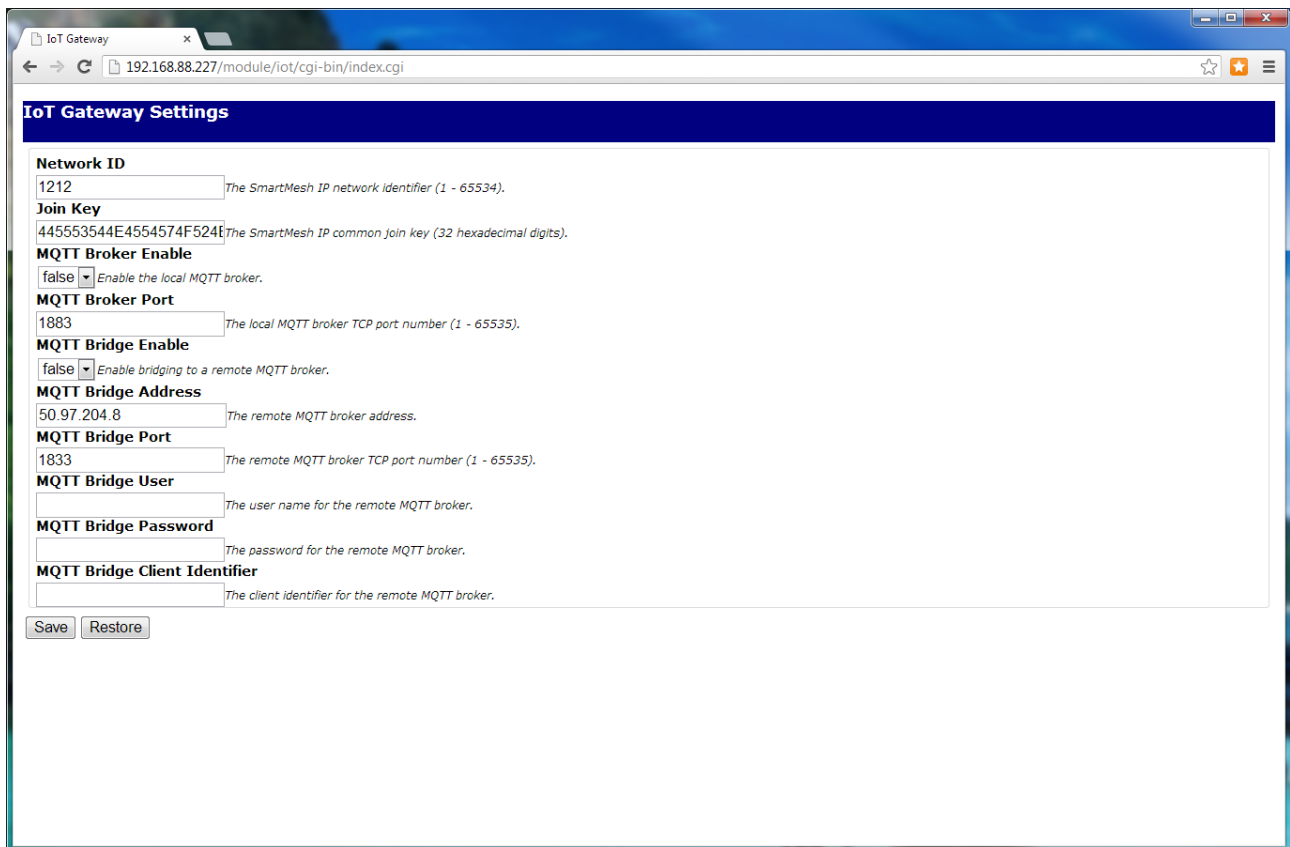 IoT Gateway
192.168.88.227/module/iot/cgi-bin/index.cgi
IoT Gateway Settings
Network ID
1212 The SmartMesh IP network identifier (1 - 65534).
Join Key
445553544E4554574F524 The SmartMesh IP common join key (32 hexadecimal digits).
MQTT Broker Enable
false Enable the local MQTT broker.
MQTT Broker Port
1883 The local MQTT broker TCP port number (1 - 65535).
MQTT Bridge Enable
false Enable bridging to a remote MQTT broker.
MQTT Bridge Address
50.97.204.8 The remote MQTT broker address.
MQTT Bridge Port
1833 The remote MQTT broker TCP port number (1 - 65535).
MQTT Bridge User
The user name for the remote MQTT broker.
MQTT Bridge Password
The password for the remote MQTT broker.
MQTT Bridge Client Identifier
The client identifier for the remote MQTT broker.
Save Restore